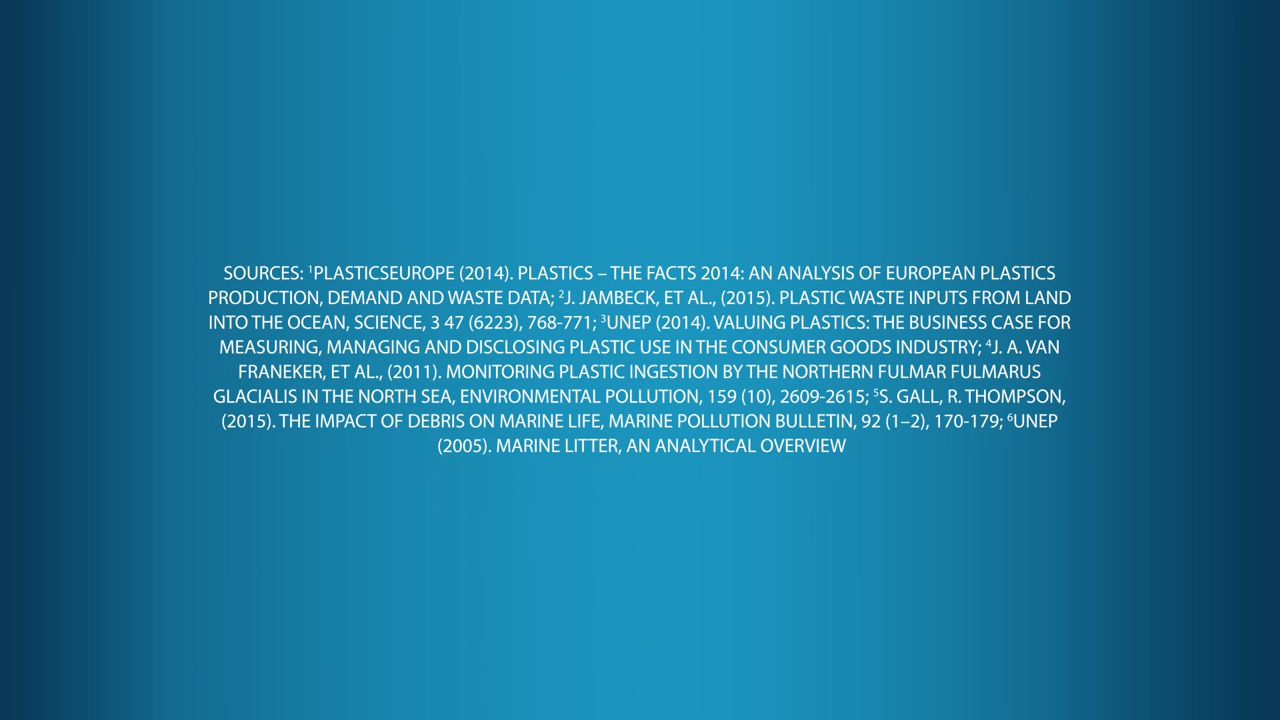 SOURCES: ¹PLASTICSEUROPE (2014). PLASTICS – THE FACTS 2014: AN ANALYSIS OF EUROPEAN PLASTICS
PRODUCTION, DEMAND AND WASTE DATA; ²J. JAMBECK, ET AL., (2015). PLASTIC WASTE INPUTS FROM LAND
INTO THE OCEAN, SCIENCE, 3 47 (6223), 768-771; ³UNEP (2014). VALUING PLASTICS: THE BUSINESS CASE FOR
MEASURING, MANAGING AND DISCLOSING PLASTIC USE IN THE CONSUMER GOODS INDUSTRY; ⁴J. A. VAN
FRANEKER, ET AL., (2011). MONITORING PLASTIC INGESTION BY THE NORTHERN FULMAR FULMARUS
GLACIALIS IN THE NORTH SEA, ENVIRONMENTAL POLLUTION, 159 (10), 2609-2615; ⁵S. GALL, R. THOMPSON,
(2015). THE IMPACT OF DEBRIS ON MARINE LIFE, MARINE POLLUTION BULLETIN, 92 (1–2), 170-179; ⁶UNEP
(2005). MARINE LITTER, AN ANALYTICAL OVERVIEW